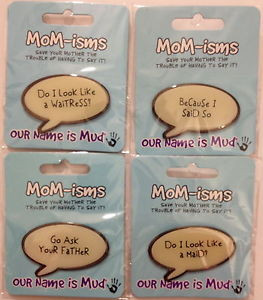 MOM-isms
SAVE YOUR MOTHER THE
TROUBLE OF HAVING TO SAY IT!
Do I Look Like
a WaiTRESS?
OUR NAME is MUD
MOM-isms
SAVE YOUR MOTHER THE
TROUBLE OF HAVING TO SAY IT!
BeCauSe I
SaiD So
OUR NAME is MUD
MOM-isms
SAVE YOUR MOTHER THE
TROUBLE OF HAVING TO SAY IT!
Go Ask
YouR FaTHeR
OUR NAME is MUD
MOM-isms
SAVE YOUR MOTHER THE
TROUBLE OF HAVING TO SAY IT!
Do I Look Like
a MaiD?
OUR NAME is MUD